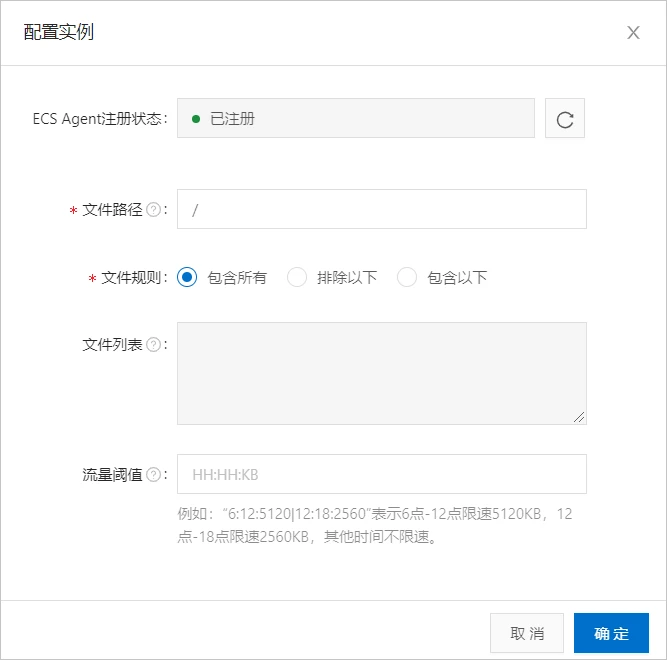 配置实例
ECS Agent注册状态： 已注册
* 文件路径 ? ： /
* 文件规则： 包含所有 排除以下 包含以下
文件列表 ? ：
流量阈值 ? ： HH:HH:KB
例如：“6:12:5120|12:18:2560”表示6点-12点限速5120KB，12
点-18点限速2560KB，其他时间不限速。
取消 确定